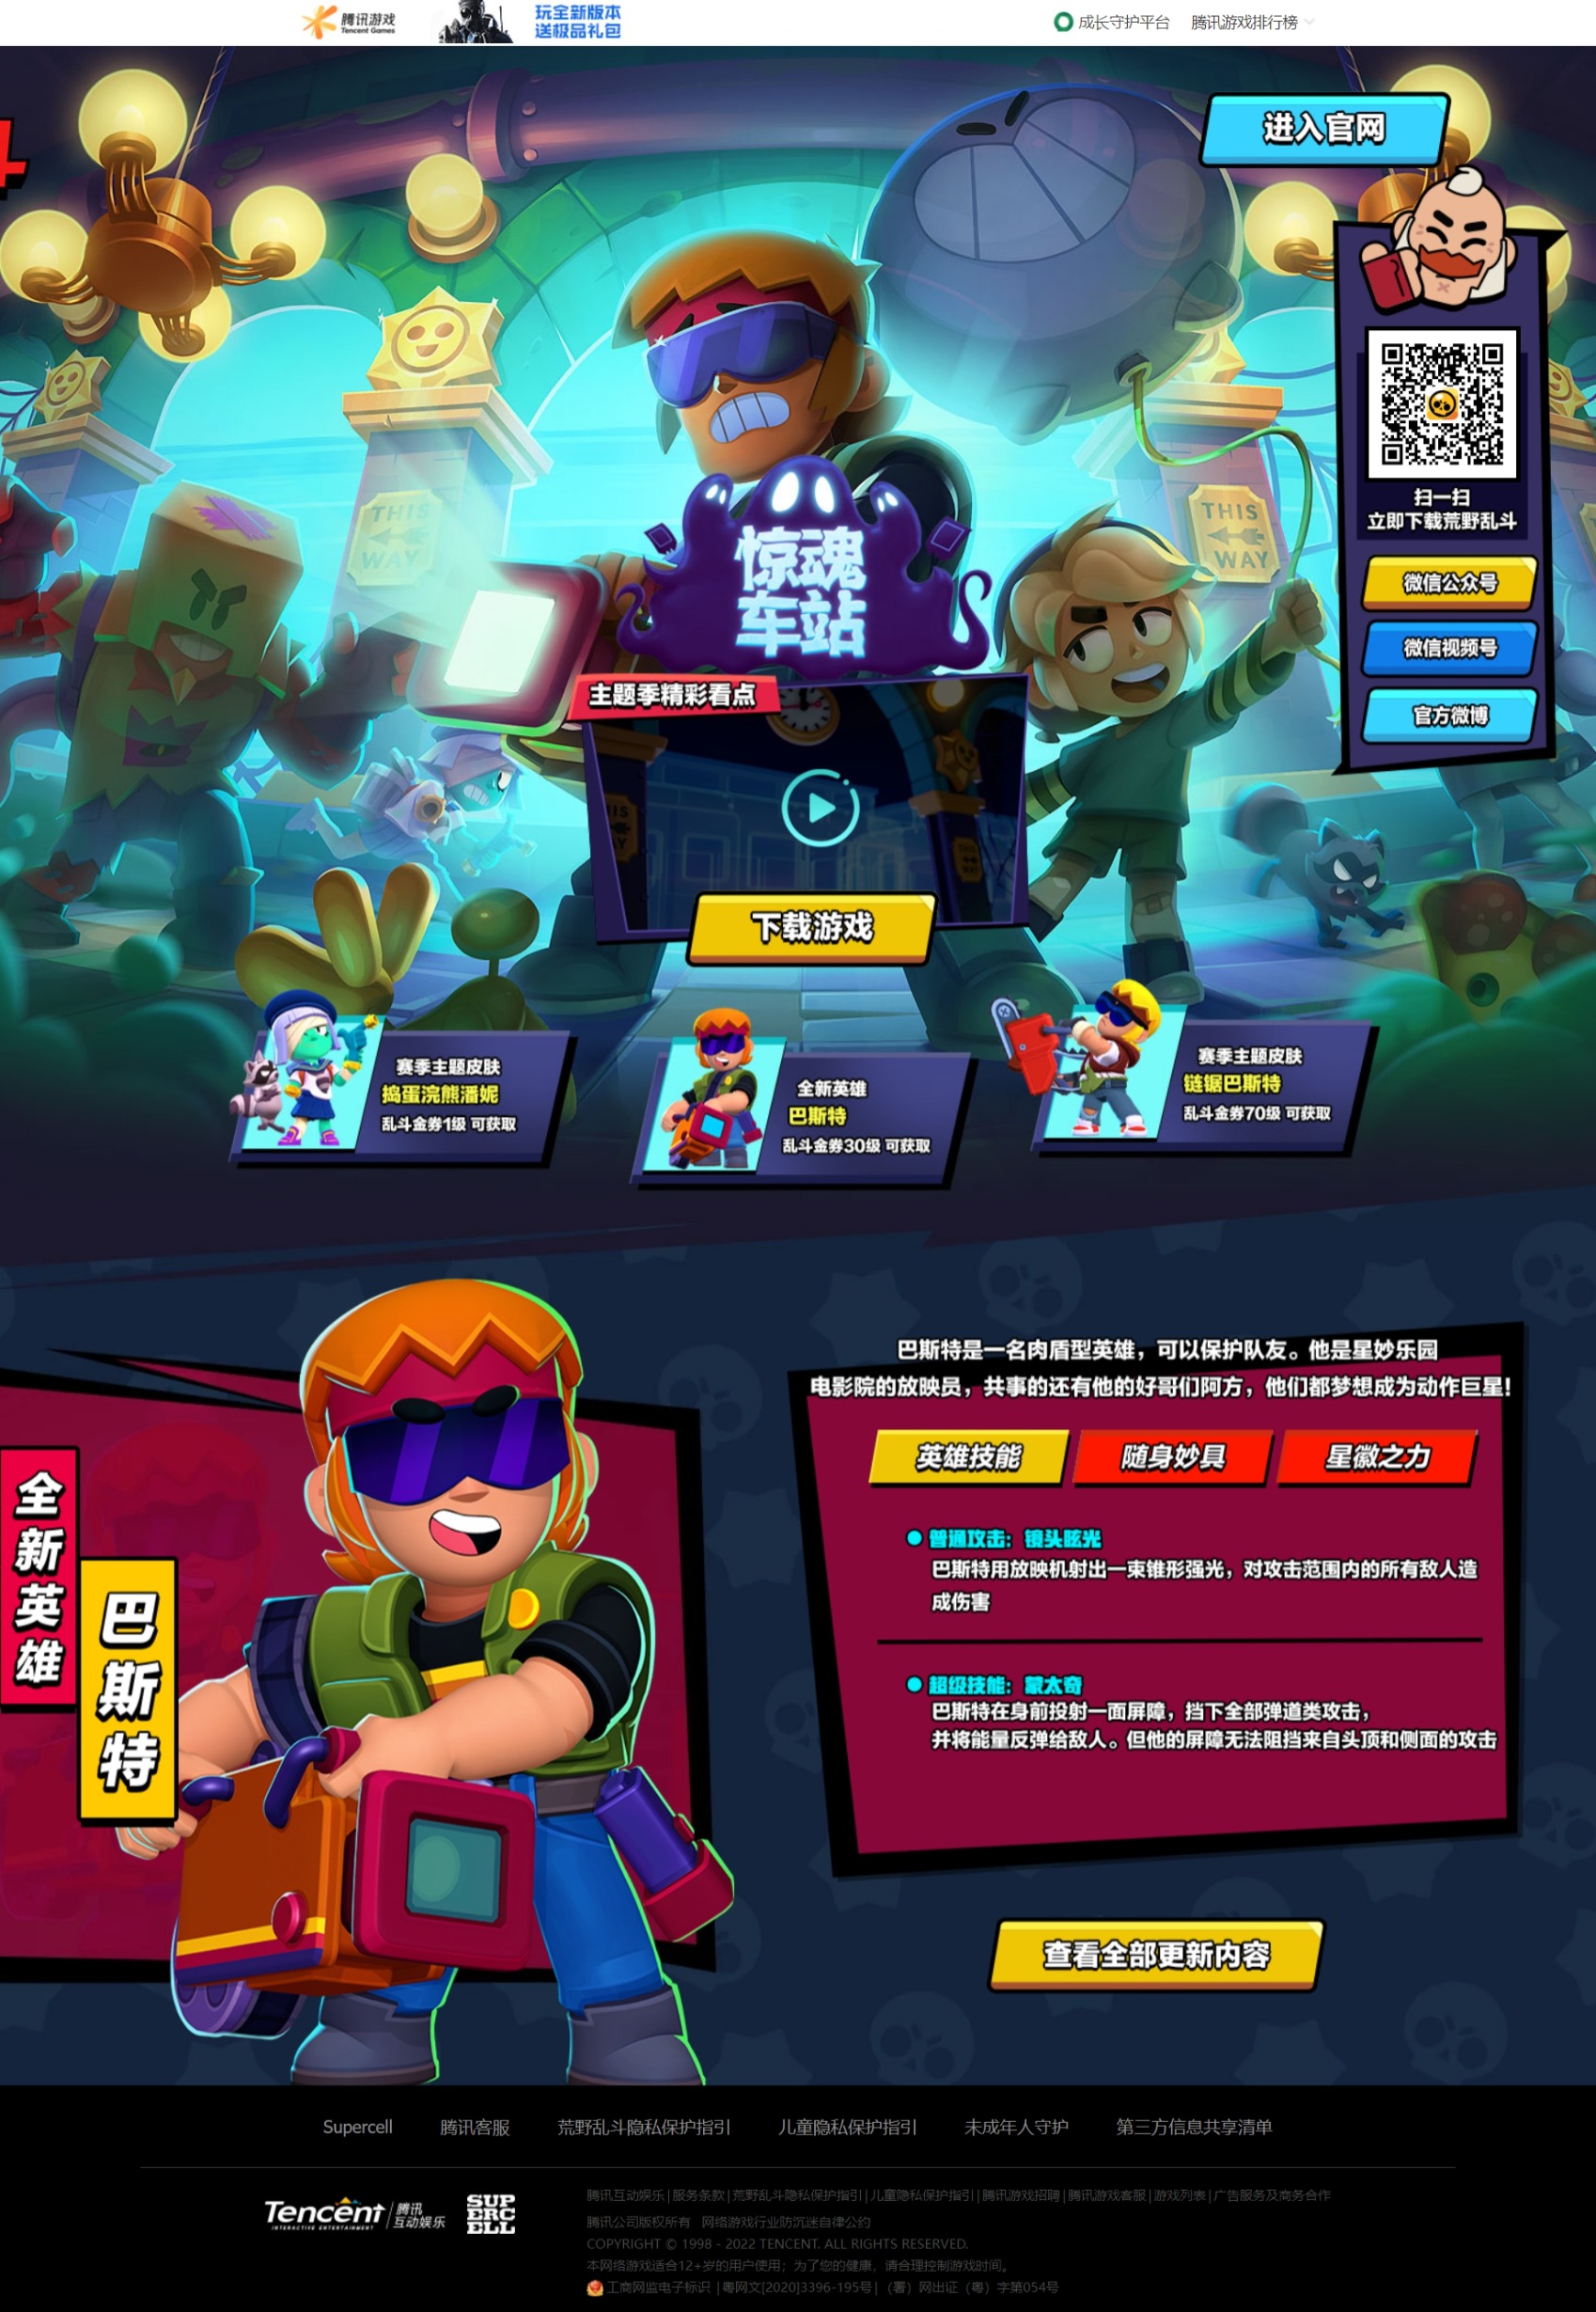 腾讯游戏
Tencent Games
玩全新版本
送极品礼包
成长守护平台
腾讯游戏排行榜
进入官网
扫一扫
立即下载荒野乱斗
微信公众号
微信视频号
官方微博
THIS
WAY
THIS
WAY
惊魂
车站
主题季精彩看点
下载游戏
赛季主题皮肤
捣蛋浣熊潘妮
乱斗金券1级 可获取
全新英雄
巴斯特
乱斗金券30级 可获取
赛季主题皮肤
链锯巴斯特
乱斗金券70级 可获取
全新英雄
巴斯特
巴斯特是一名肉盾型英雄，可以保护队友。他是星妙乐园
电影院的放映员，共事的还有他的好哥们阿方，他们都梦想成为动作巨星!
英雄技能
随身妙具
星徽之力
普通攻击：镜头眩光
巴斯特用放映机射出一束锥形强光，对攻击范围内的所有敌人造
成伤害
超级技能：蒙太奇
巴斯特在身前投射一面屏障，挡下全部弹道类攻击，
并将能量反弹给敌人。但他的屏障无法阻挡来自头顶和侧面的攻击
查看全部更新内容
Supercell
腾讯客服
荒野乱斗隐私保护指引
儿童隐私保护指引
未成年人守护
第三方信息共享清单
Tencent 腾讯
INTERACTIVE ENTERTAINMENT 互动娱乐
SUP
ERC
ELL
腾讯互动娱乐 | 服务条款 | 荒野乱斗隐私保护指引 | 儿童隐私保护指引 | 腾讯游戏招聘 | 腾讯游戏客服 | 游戏列表 | 广告服务及商务合作
腾讯公司版权所有 网络游戏行业防沉迷自律公约
COPYRIGHT © 1998 - 2022 TENCENT. ALL RIGHTS RESERVED.
本网络游戏适合12+岁的用户使用；为了您的健康，请合理控制游戏时间。
工商网监电子标识 | 粤网文[2020]3396-195号 | （署）网出证（粤）字第054号